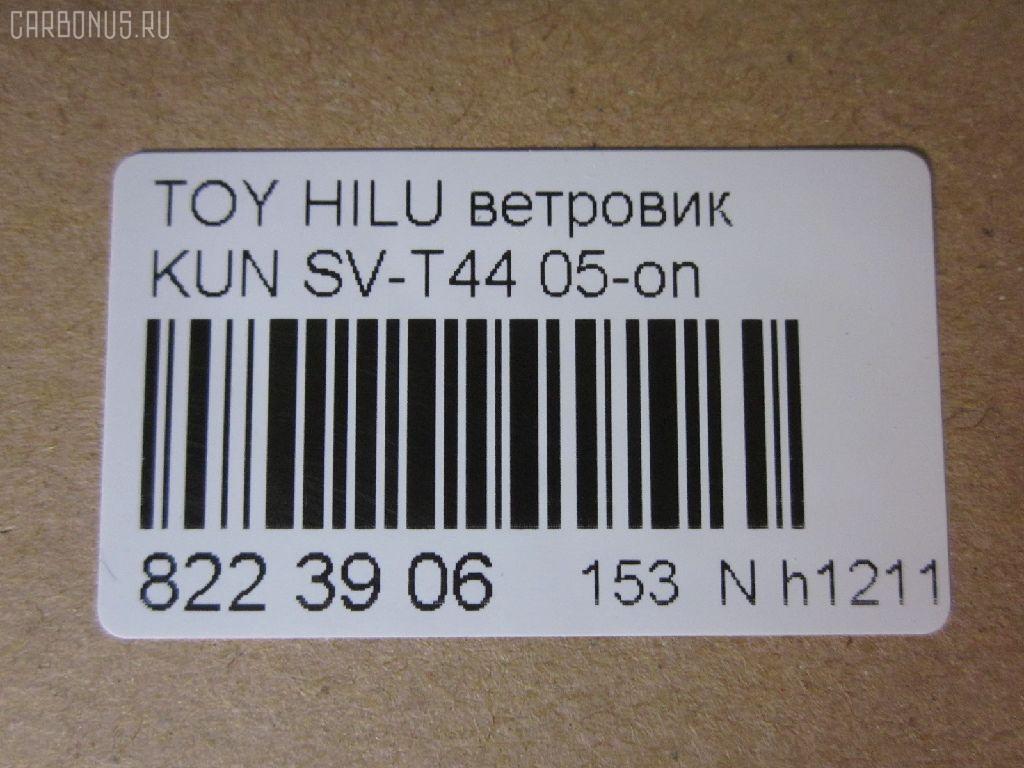 CARBONUS.RU
TOY HILU ветровик
KUN SV-T44 05-on
822 39 06 153 N h1211